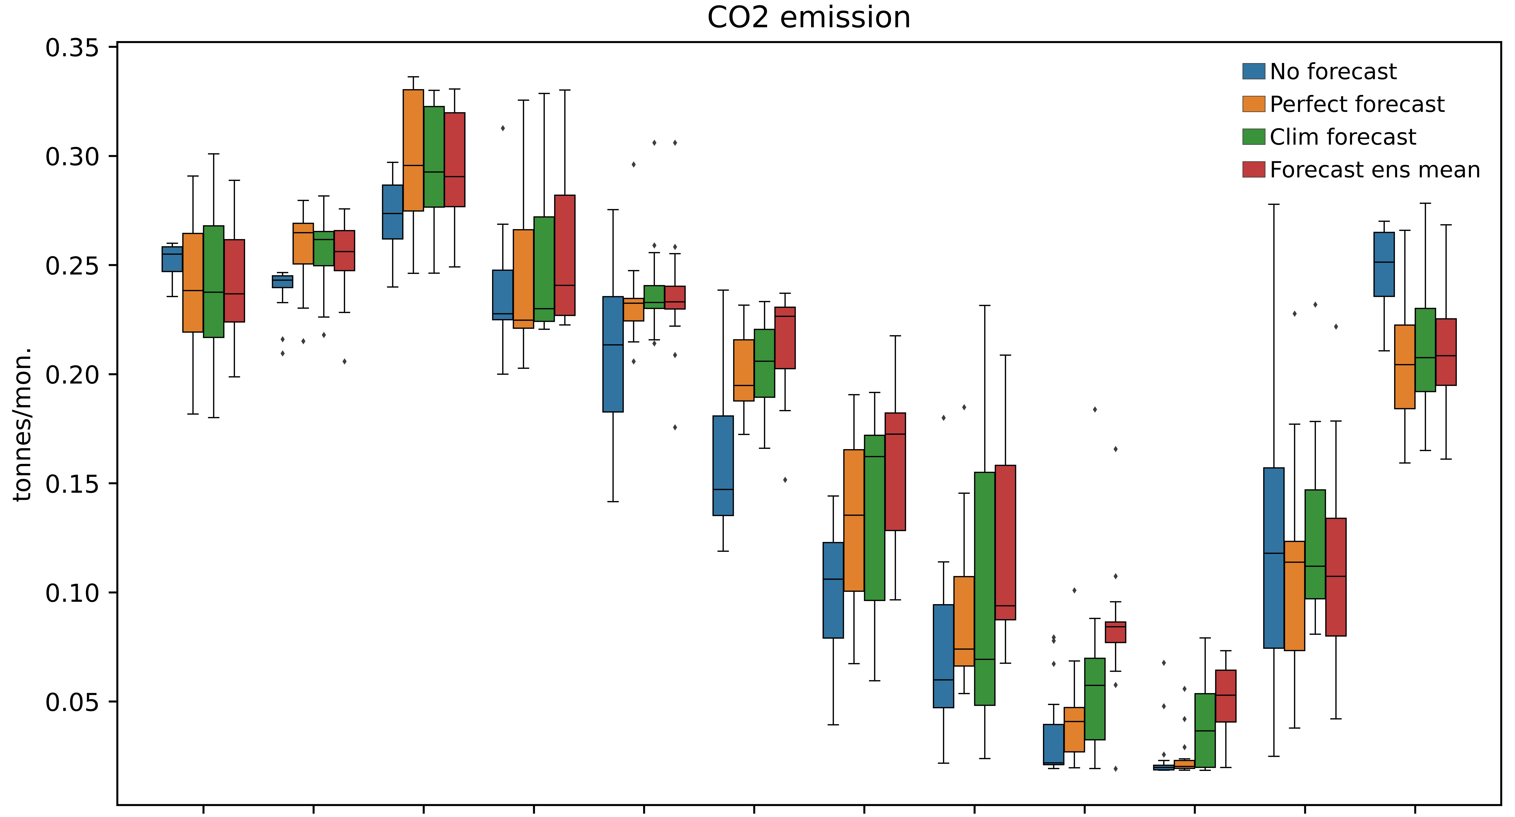 CO2 emission
0.35
0.30
0.25
0.20
0.15
0.10
0.05
tonnes/mon.
No forecast
Perfect forecast
Clim forecast
Forecast ens mean